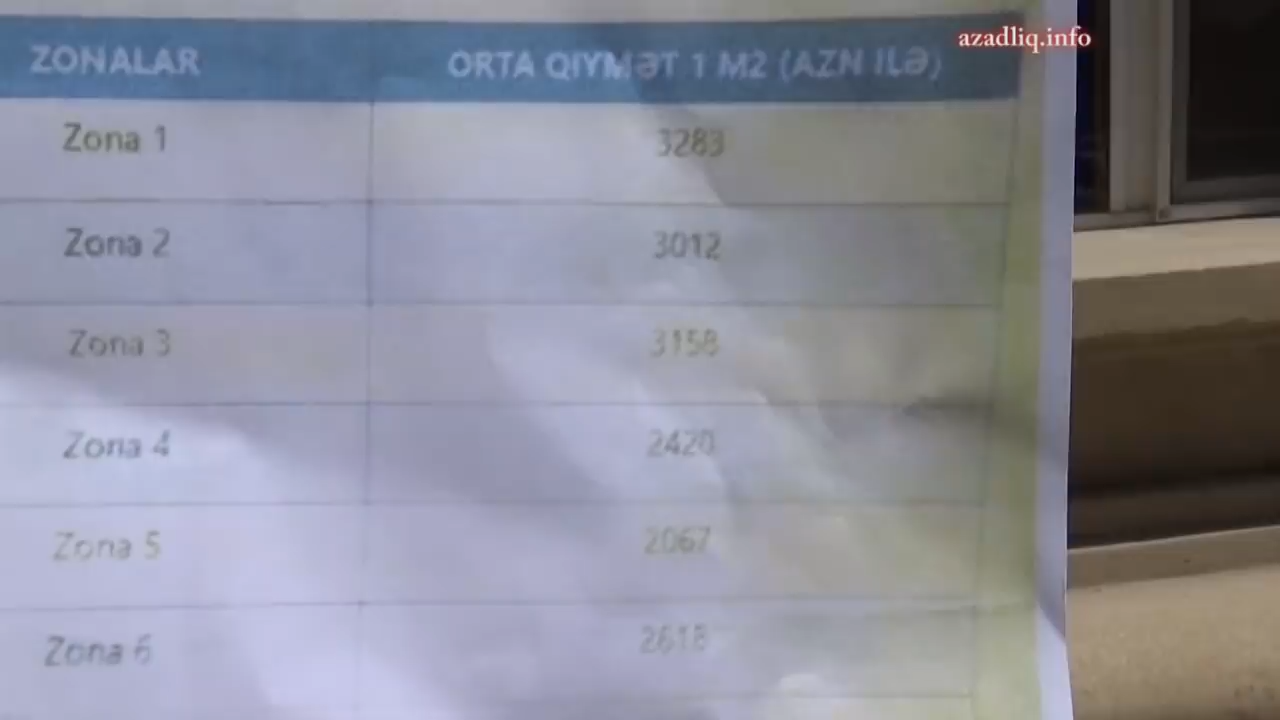 azadliq.info
ZONALAR ORTA QIYMƏT 1 M2 (AZN ILƏ)
Zona 1 3283
Zona 2 3012
Zona 3 3158
Zona 4 2420
Zona 5 2067
Zona 6 2618